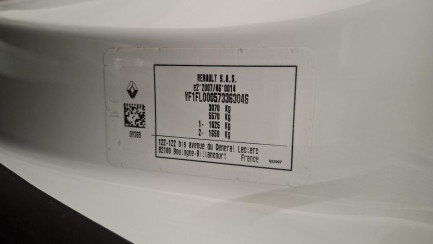 RENAULT S.A.S.
e2*2007/46*0014
VF1FL000573363046
3070 Kg
5570 Kg
1- 1625 Kg
2- 1650 Kg
122-122 bis avenue du General Leclerc
92100 Boulogne-Billancourt France